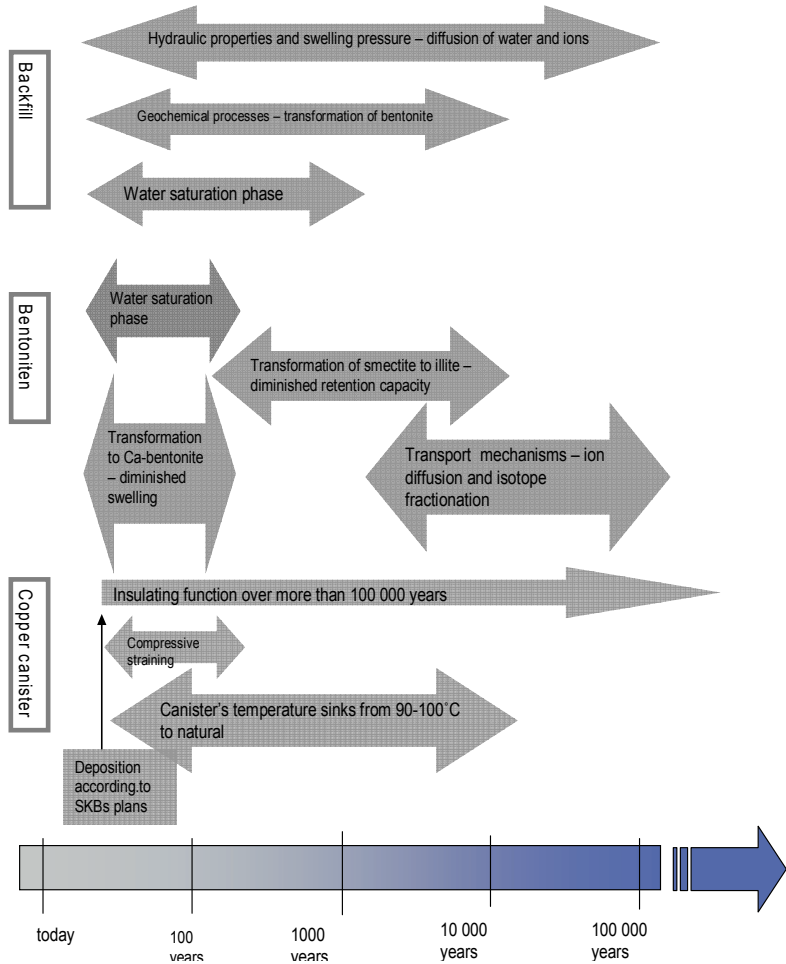 Backfill
Hydraulic properties and swelling pressure – diffusion of water and ions
Geochemical processes – transformation of bentonite
Water saturation phase
Bentoniten
Water saturation
phase
Transformation of smectite to illite –
diminished retention capacity
Transformation
to Ca-bentonite
– diminished
swelling
Transport mechanisms – ion
diffusion and isotope
fractionation
Copper canister
Insulating function over more than 100 000 years
Compressive
straining
Canister's temperature sinks from 90-100˚C
to natural
Deposition
according.to
SKBs plans
today
100
years
1000
years
10 000
years
100 000
years